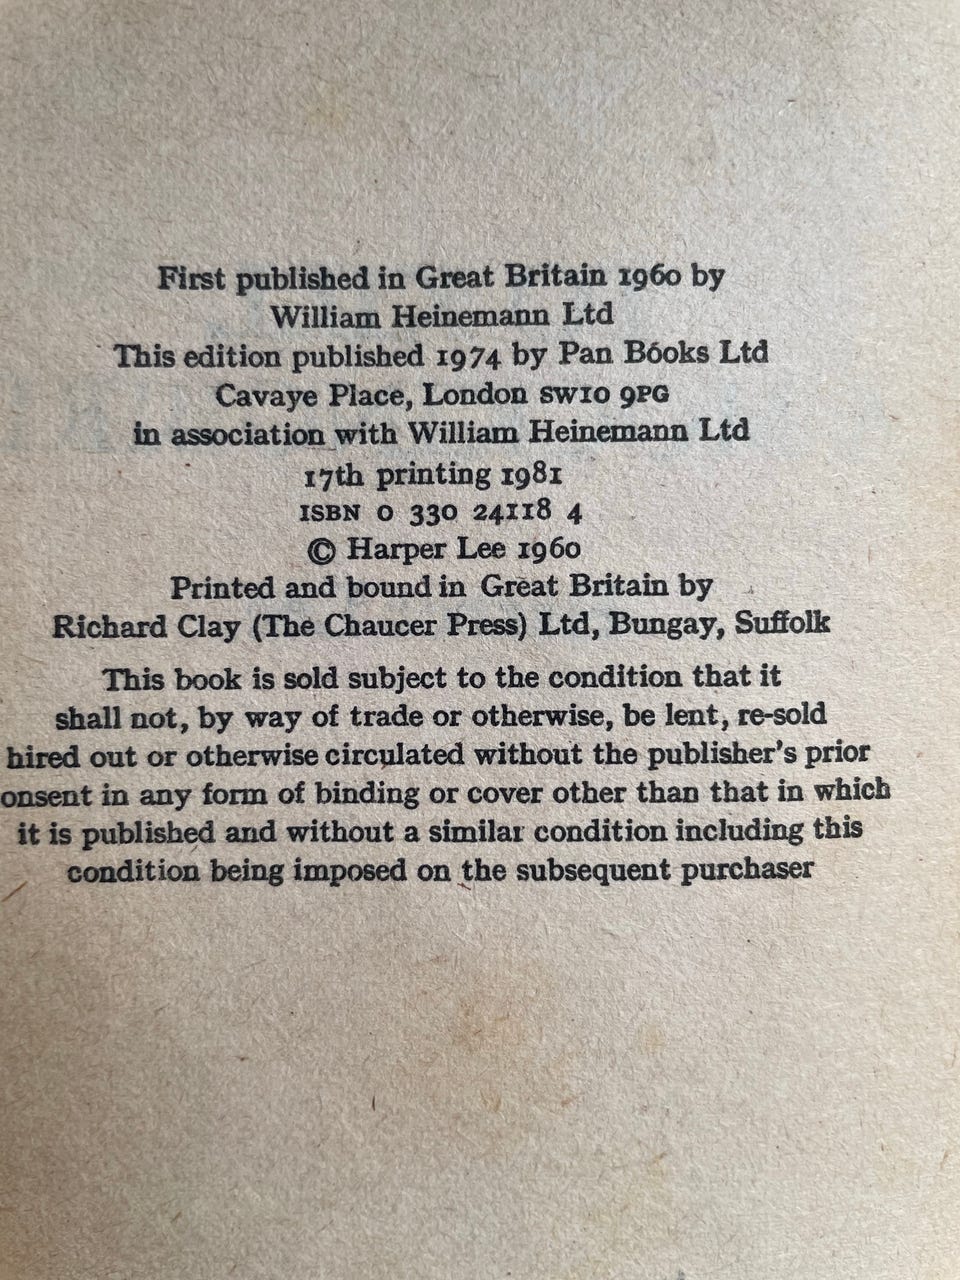 First published in Great Britain 1960 by
William Heinemann Ltd
This edition published 1974 by Pan Books Ltd
Cavaye Place, London SW10 9PG
in association with William Heinemann Ltd
17th printing 1981
ISBN 0 330 24118 4
© Harper Lee 1960
Printed and bound in Great Britain by
Richard Clay (The Chaucer Press) Ltd, Bungay, Suffolk
This book is sold subject to the condition that it
shall not, by way of trade or otherwise, be lent, re-sold
hired out or otherwise circulated without the publisher's prior
onsent in any form of binding or cover other than that in which
it is published and without a similar condition including this
condition being imposed on the subsequent purchaser